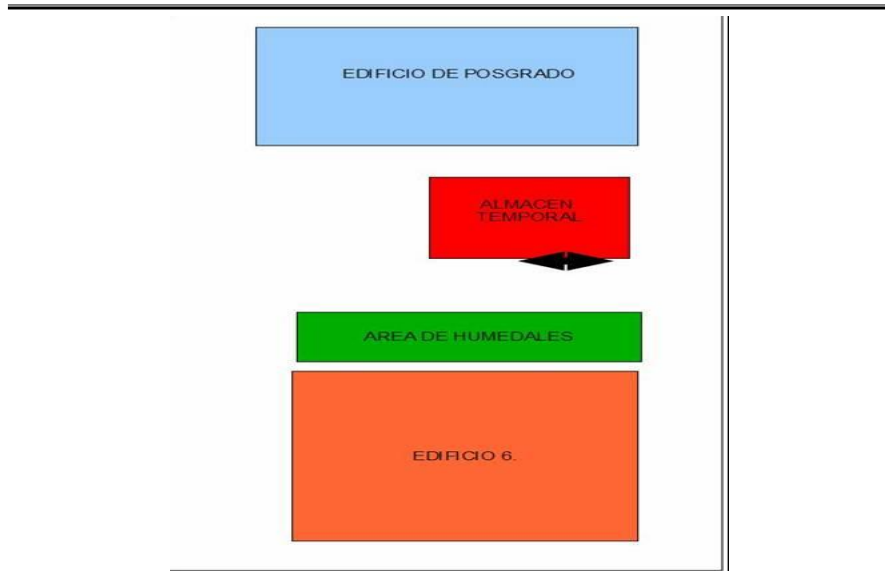 EDIFICIO DE POSGRADO
ALMACEN
TEMPORAL
AREA DE HUMEDALES
EDIFICIO 6.